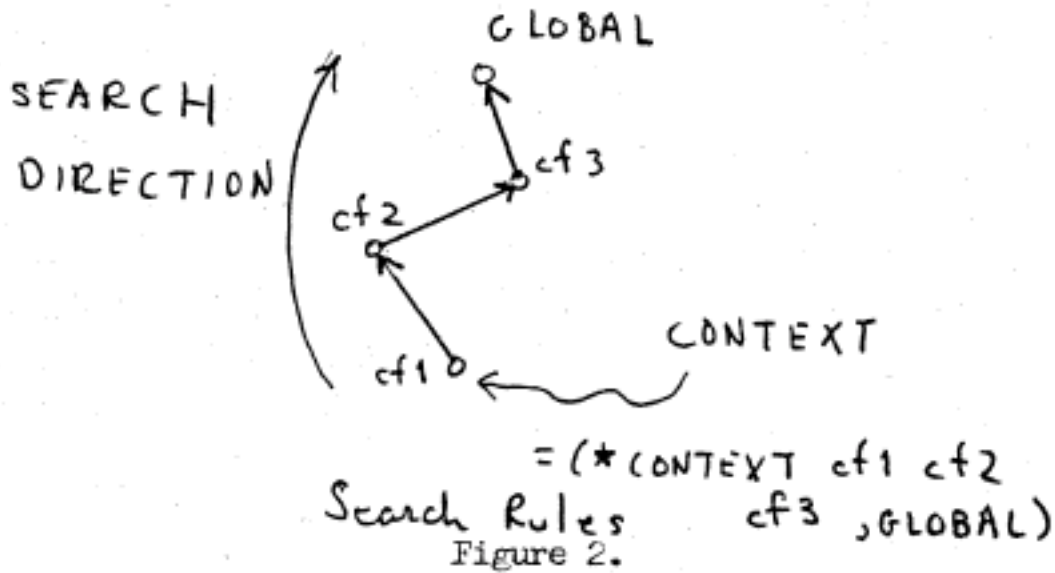 GLOBAL
SEARCH
DIRECTION
cf3
cf2
CONTEXT
cf1
=(*CONTEXT cf1 cf2
Search Rules cf3 ,GLOBAL)
Figure 2.